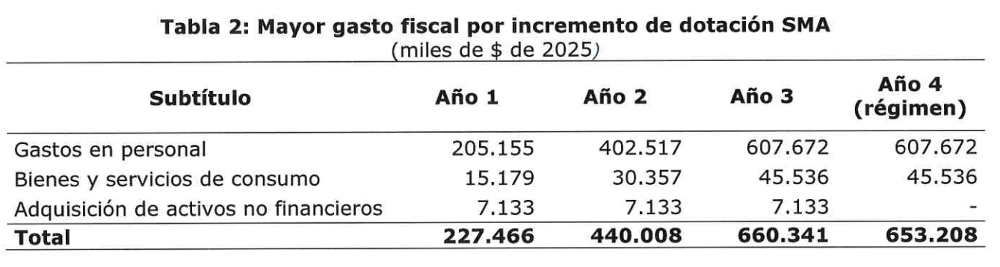 Tabla 2: Mayor gasto fiscal por incremento de dotación SMA
(miles de $ de 2025)
Subtítulo Año 1 Año 2 Año 3 Año 4 (régimen)
Gastos en personal 205.155 402.517 607.672 607.672
Bienes y servicios de consumo 15.179 30.357 45.536 45.536
Adquisición de activos no financieros 7.133 7.133 7.133 -
Total 227.466 440.008 660.341 653.208